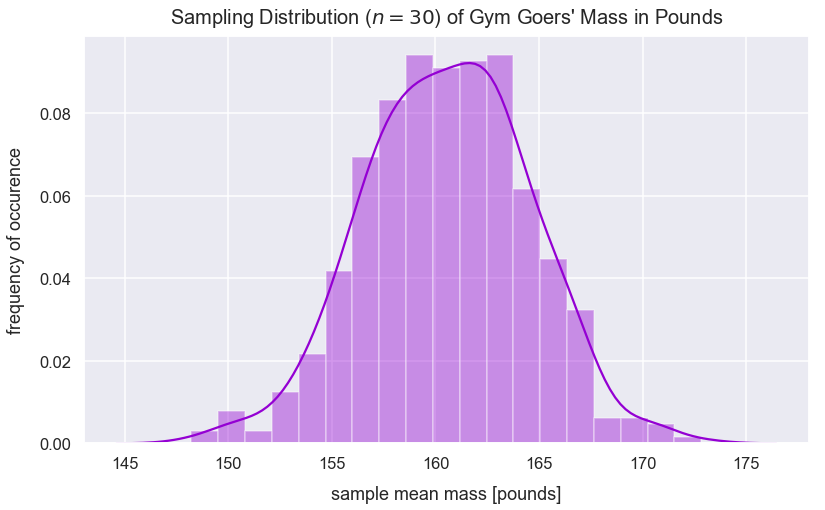 Sampling Distribution (n = 30) of Gym Goers' Mass in Pounds
frequency of occurence
0.08
0.06
0.04
0.02
0.00
145 150 155 160 165 170 175
sample mean mass [pounds]